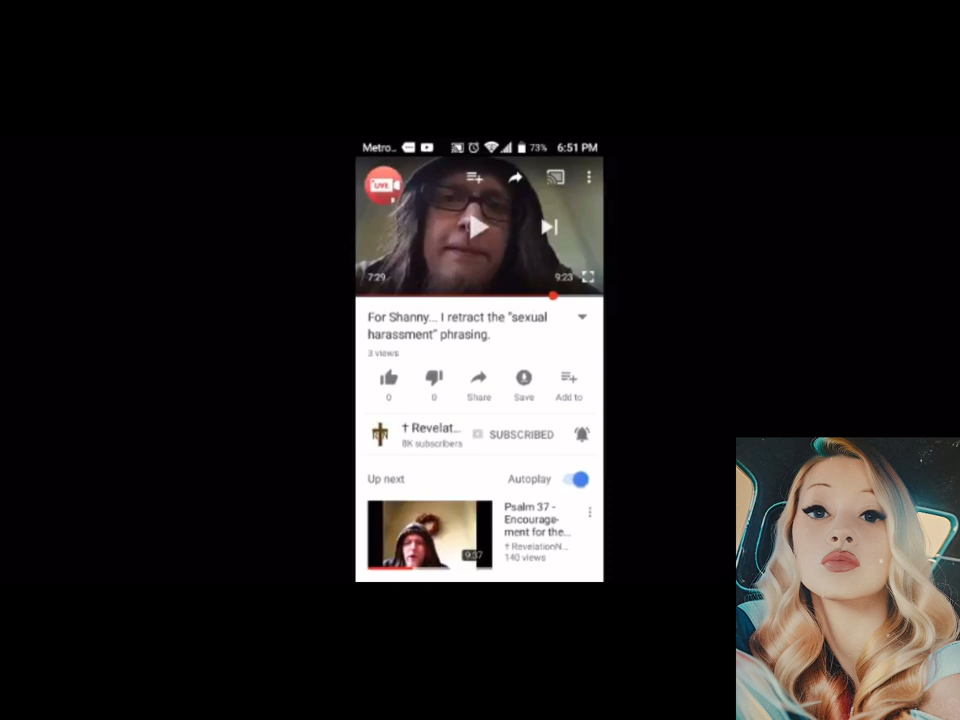 Metro... 73% 6:51 PM
LIVE
7:29 9:23
For Shanny... I retract the "sexual
harassment" phrasing.
3 views
0 0 Share Save Add to
† Revelat... SUBSCRIBED
8K subscribers
Up next Autoplay
Psalm 37 -
Encourage-
ment for the...
† RevelationN...
140 views
9:37